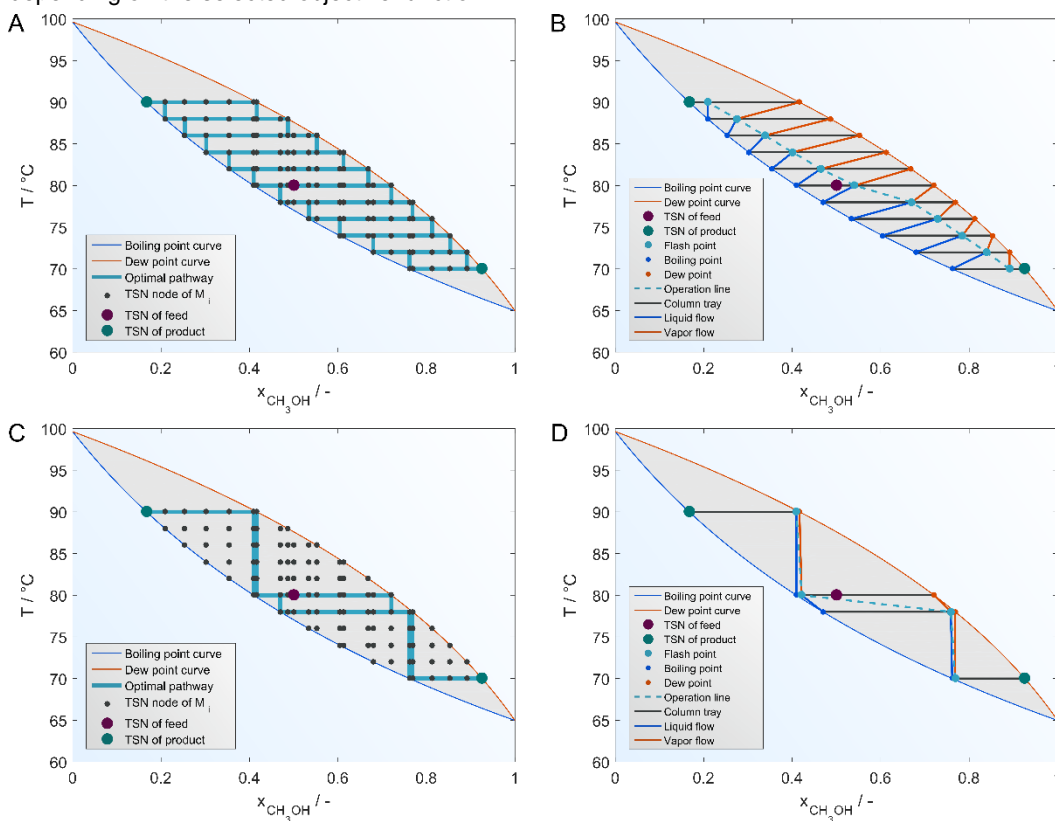 A
100
95
90
85
80
75
70
65
60
T / °C
0
0.2
0.4
0.6
0.8
1
x CH3OH / -
Boiling point curve
Dew point curve
Optimal pathway
TSN node of M i
TSN of feed
TSN of product
B
100
95
90
85
80
75
70
65
60
T / °C
0
0.2
0.4
0.6
0.8
x CH3OH / -
Boiling point curve
Dew point curve
TSN of feed
TSN of product
Flash point
Boiling point
Dew point
Operation line
Column tray
Liquid flow
Vapor flow
C
100
95
90
85
80
75
70
65
60
T / °C
0
0.2
0.4
0.6
0.8
1
x CH3OH / -
Boiling point curve
Dew point curve
Optimal pathway
TSN node of M i
TSN of feed
TSN of product
D
100
95
90
85
80
75
70
65
60
T / °C
0
0.2
0.4
0.6
0.8
x CH3OH / -
Boiling point curve
Dew point curve
TSN of feed
TSN of product
Flash point
Boiling point
Dew point
Operation line
Column tray
Liquid flow
Vapor flow